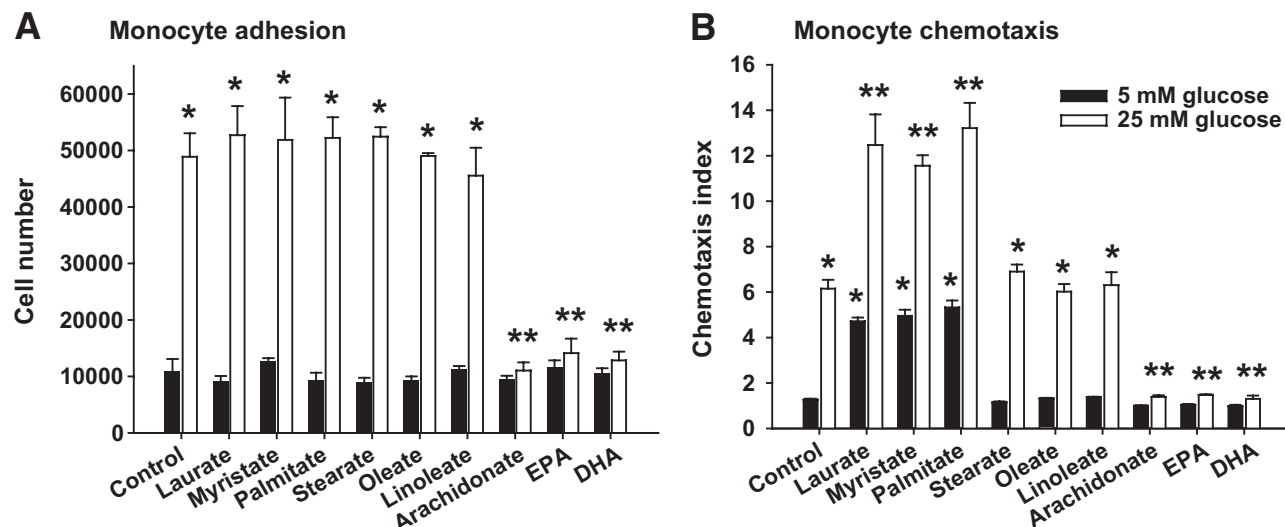 A Monocyte adhesion
Cell number
60000
50000
40000
30000
20000
10000
0
* * * * * * * ** ** **
Control
Laurate
Myristate
Palmitate
Stearate
Oleate
Linoleate
Arachidonate
EPA
DHA
B Monocyte chemotaxis
Chemotaxis index
16
14
12
10
8
6
4
2
0
5 mM glucose
25 mM glucose
* * ** * ** * ** * * * ** ** **
Control
Laurate
Myristate
Palmitate
Stearate
Oleate
Linoleate
Arachidonate
EPA
DHA